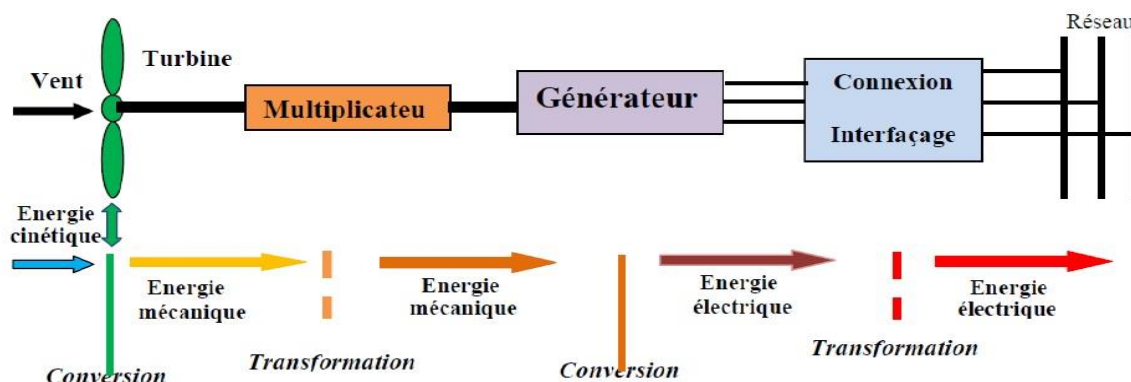 Réseau
Vent
Turbine
Multiplicateu
Générateur
Connexion
Interfaçage
Energie
cinétique
Energie
mécanique
Energie
mécanique
Energie
électrique
Energie
électrique
Conversion
Transformation
Conversion
Transformation